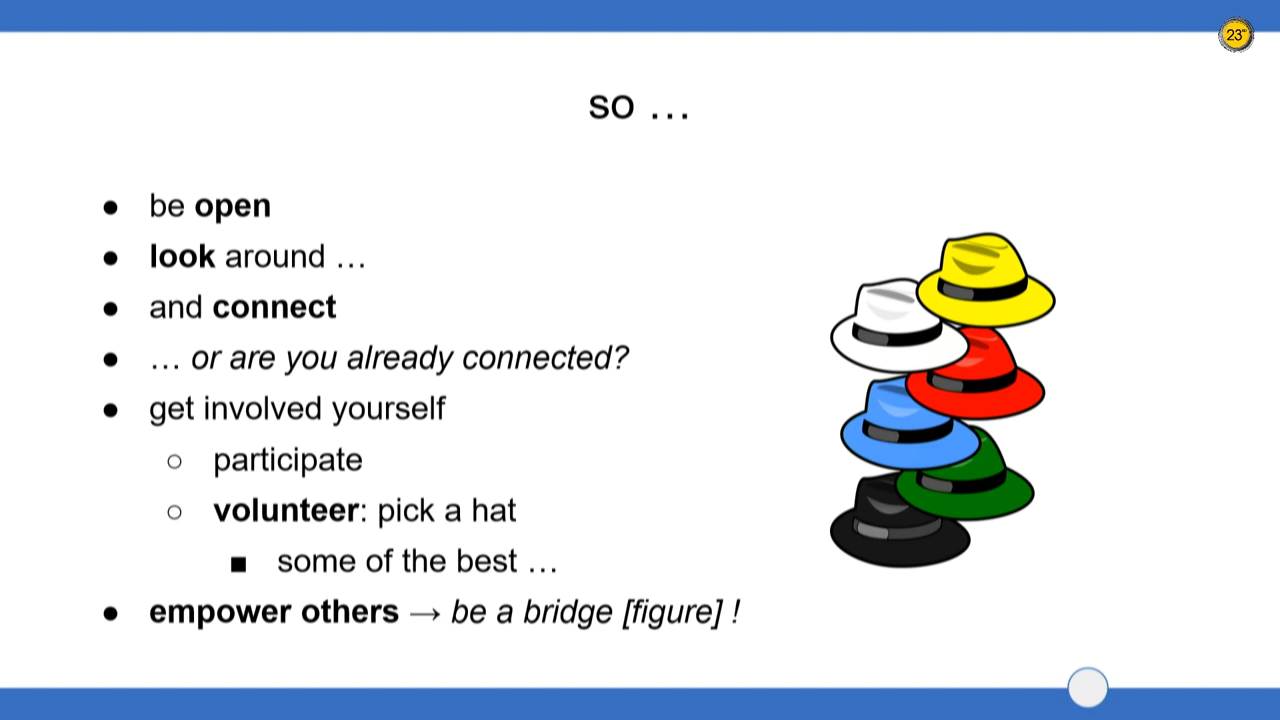 23
so …
● be open
● look around …
● and connect
● … or are you already connected?
● get involved yourself
○ participate
○ volunteer: pick a hat
■ some of the best …
● empower others → be a bridge [figure] !